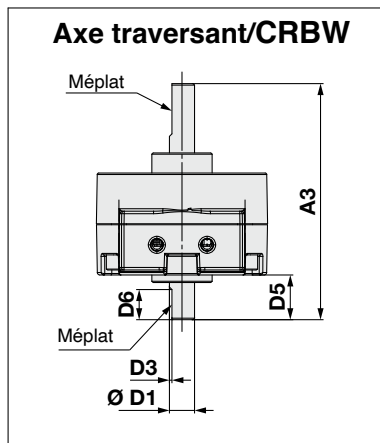 Axe traversant/CRBW
Méplat
A3
D6
D5
Méplat
D3
Ø D1